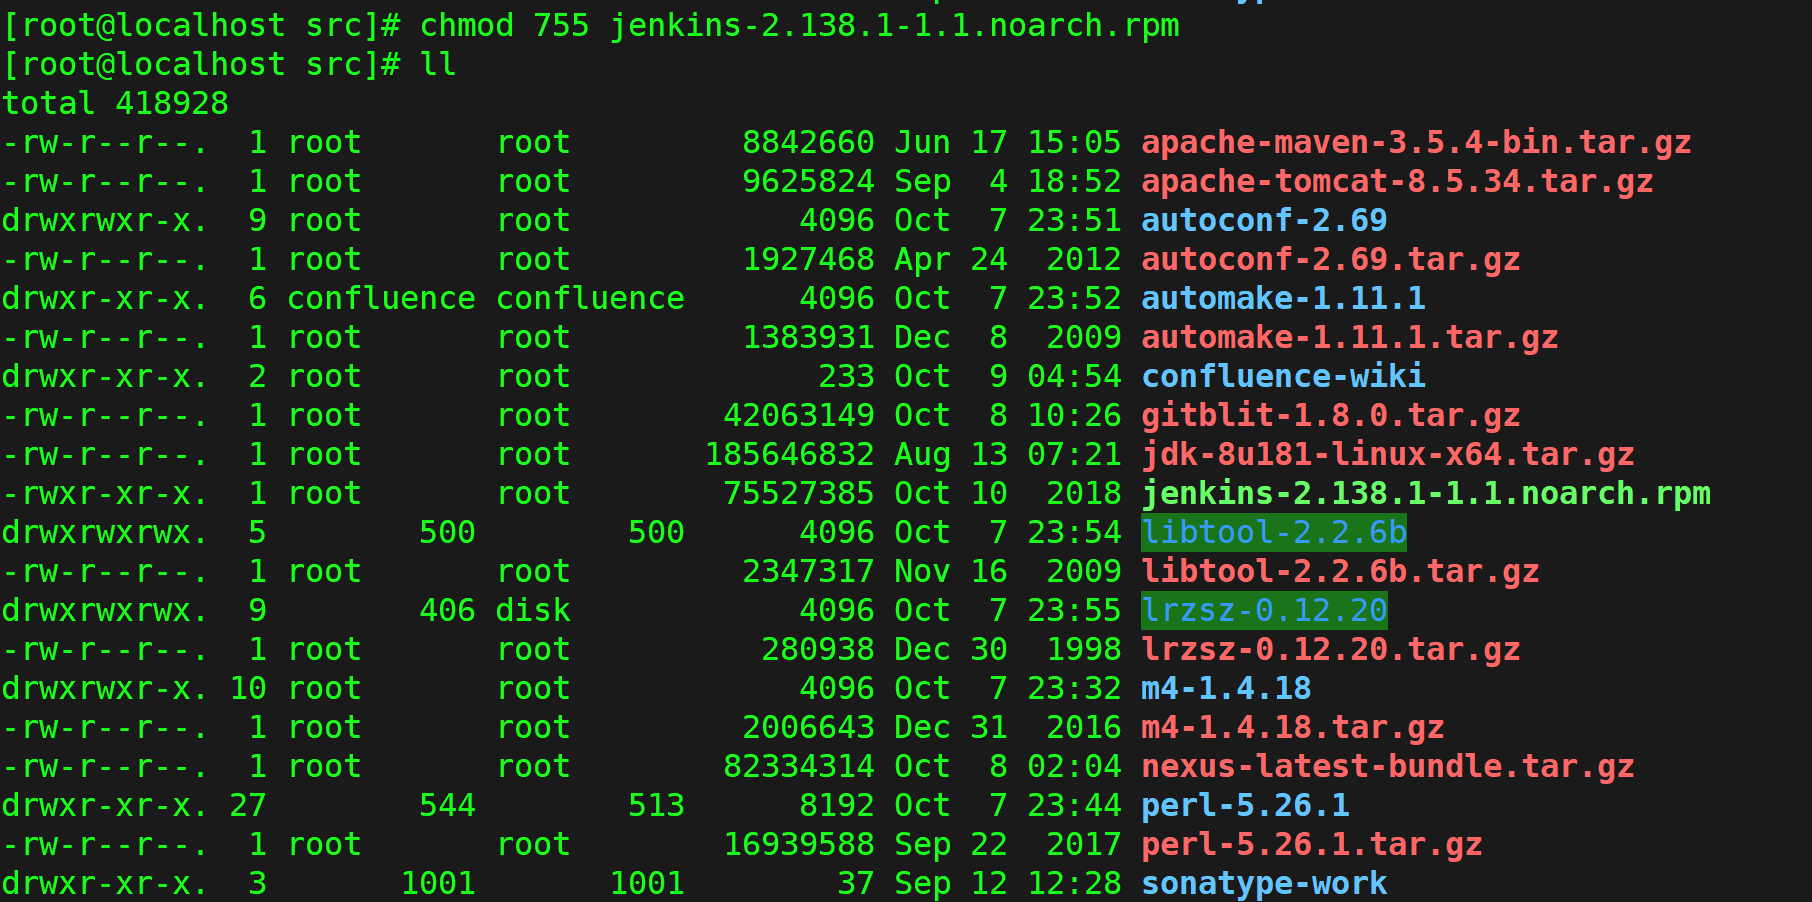 [root@localhost src]# chmod 755 jenkins-2.138.1-1.1.noarch.rpm
[root@localhost src]# ll
total 418928
-rw-r--r--.  1 root       root         8842660 Jun 17 15:05 apache-maven-3.5.4-bin.tar.gz
-rw-r--r--.  1 root       root         9625824 Sep  4 18:52 apache-tomcat-8.5.34.tar.gz
drwxrwxr-x.  9 root       root            4096 Oct  7 23:51 autoconf-2.69
-rw-r--r--.  1 root       root         1927468 Apr 24  2012 autoconf-2.69.tar.gz
drwxr-xr-x.  6 confluence confluence      4096 Oct  7 23:52 automake-1.11.1
-rw-r--r--.  1 root       root         1383931 Dec  8  2009 automake-1.11.1.tar.gz
drwxr-xr-x.  2 root       root             233 Oct  9 04:54 confluence-wiki
-rw-r--r--.  1 root       root        42063149 Oct  8 10:26 gitblit-1.8.0.tar.gz
-rw-r--r--.  1 root       root       185646832 Aug 13 07:21 jdk-8u181-linux-x64.tar.gz
-rwxr-xr-x.  1 root       root        75527385 Oct 10  2018 jenkins-2.138.1-1.1.noarch.rpm
drwxrwxrwx.  5        500        500      4096 Oct  7 23:54 libtool-2.2.6b
-rw-r--r--.  1 root       root         2347317 Nov 16  2009 libtool-2.2.6b.tar.gz
drwxrwxrwx.  9        406 disk            4096 Oct  7 23:55 lrzsz-0.12.20
-rw-r--r--.  1 root       root          280938 Dec 30  1998 lrzsz-0.12.20.tar.gz
drwxrwxr-x. 10 root       root            4096 Oct  7 23:32 m4-1.4.18
-rw-r--r--.  1 root       root         2006643 Dec 31  2016 m4-1.4.18.tar.gz
-rw-r--r--.  1 root       root        82334314 Oct  8 02:04 nexus-latest-bundle.tar.gz
drwxr-xr-x. 27        544        513      8192 Oct  7 23:44 perl-5.26.1
-rw-r--r--.  1 root       root        16939588 Sep 22  2017 perl-5.26.1.tar.gz
drwxr-xr-x.  3       1001       1001        37 Sep 12 12:28 sonatype-work